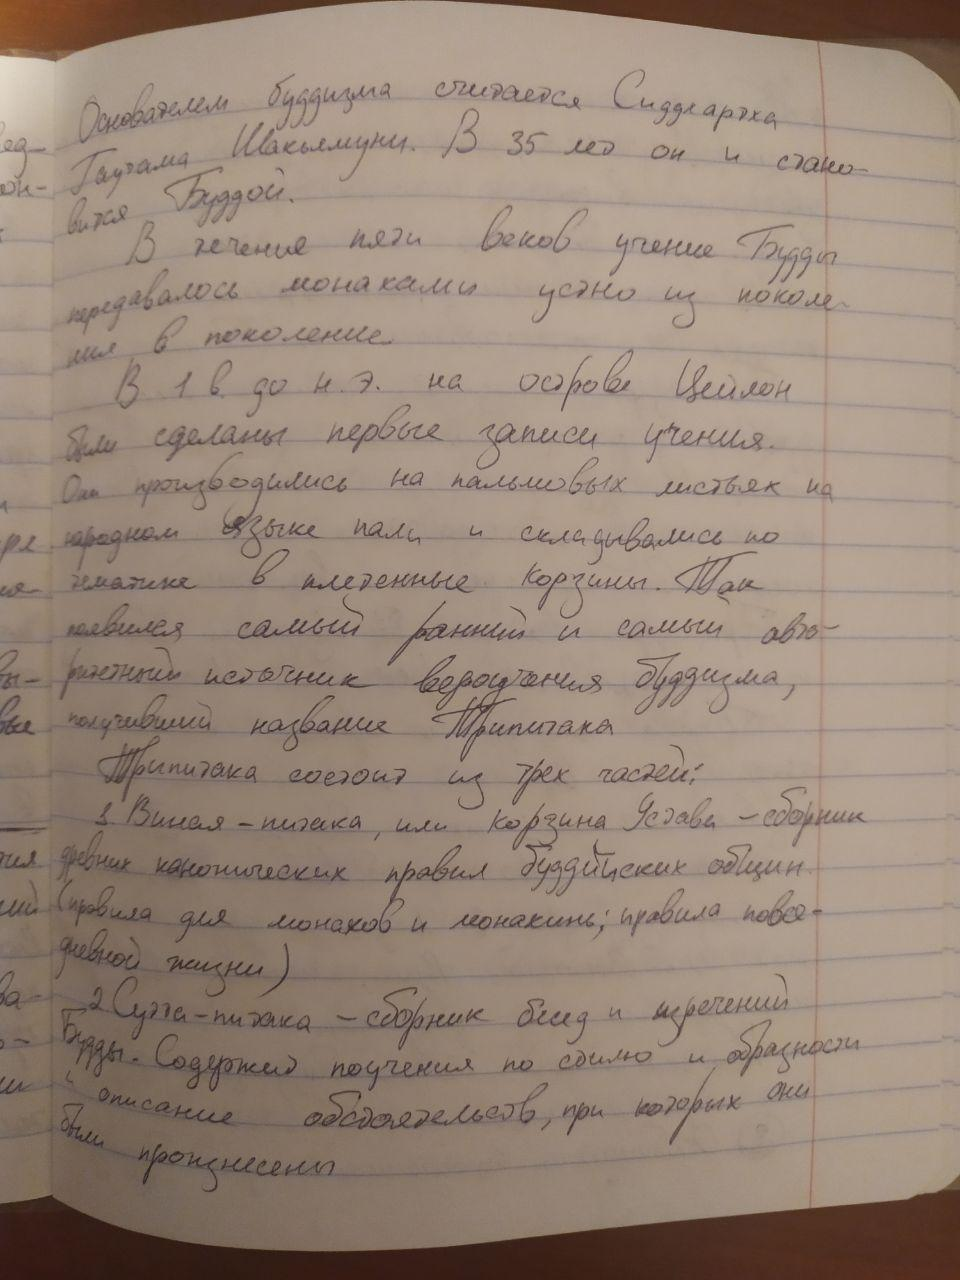 Основателем буддизма считается Сиддхартха
Гаутама Шакьямуни. В 35 лет он и стано-
вится Буддой.
В течение пяти веков учение Будды
передавалось монахами устно из поколе-
ния в поколение.
В 1 в. до н.э. на острове Цейлон
были сделаны первые записи учения.
Они производились на пальмовых листьях на
народном языке пали и складывались по
тематике в плетенные корзины. Так
появился самый ранний и самый авто-
ритетный источник вероучения буддизма,
получивший название Трипитака
Трипитака состоит из трех частей:
1. Виная-питака, или корзина Устава - сборник
древних канонических правил буддийских общин.
(правила для монахов и монахинь; правила повсе-
дневной жизни)
2 Сутта-питака - сборник бесед и изречений
Будды. Содержит поучения по стилю и образности
и описание обстоятельств, при которых они
были произнесены